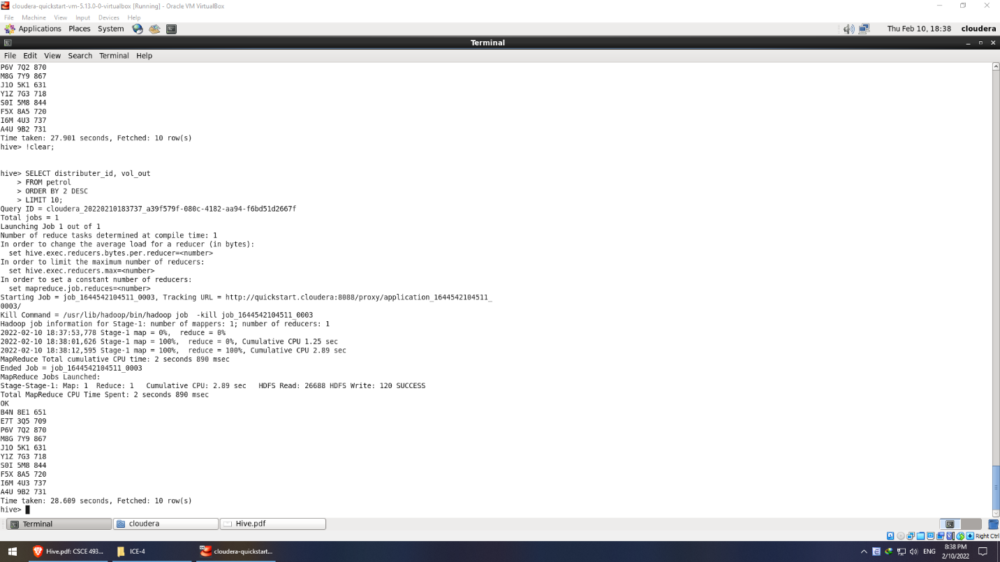 cloudera-quickstart-vm-5.13.0-0-virtualbox [Running] - Oracle VM VirtualBox
File Machine View Input Devices Help
Applications Places System Thu Feb 10, 18:38 cloudera
Terminal
File Edit View Search Terminal Help
P6V 7Q2 870
M8G 7Y9 867
J1O 5K1 631
Y1Z 7G3 718
S0I 5M8 844
F5X 8A5 720
I6M 4U3 737
A4U 9B2 731
Time taken: 27.901 seconds, Fetched: 10 row(s)
hive> !clear;
hive> SELECT distributer_id, vol_out
    > FROM petrol
    > ORDER BY 2 DESC
    > LIMIT 10;
Query ID = cloudera_20220210183737_a39f579f-080c-4182-aa94-f6bd51d2667f
Total jobs = 1
Launching Job 1 out of 1
Number of reduce tasks determined at compile time: 1
In order to change the average load for a reducer (in bytes):
  set hive.exec.reducers.bytes.per.reducer=<number>
In order to limit the maximum number of reducers:
  set hive.exec.reducers.max=<number>
In order to set a constant number of reducers:
  set mapreduce.job.reduces=<number>
Starting Job = job_1644542104511_0003, Tracking URL = http://quickstart.cloudera:8088/proxy/application_1644542104511_
0003/
Kill Command = /usr/lib/hadoop/bin/hadoop job  -kill job_1644542104511_0003
Hadoop job information for Stage-1: number of mappers: 1; number of reducers: 1
2022-02-10 18:37:53,778 Stage-1 map = 0%,  reduce = 0%
2022-02-10 18:38:01,626 Stage-1 map = 100%,  reduce = 0%, Cumulative CPU 1.25 sec
2022-02-10 18:38:12,595 Stage-1 map = 100%,  reduce = 100%, Cumulative CPU 2.89 sec
MapReduce Total cumulative CPU time: 2 seconds 890 msec
Ended Job = job_1644542104511_0003
MapReduce Jobs Launched:
Stage-Stage-1: Map: 1  Reduce: 1   Cumulative CPU: 2.89 sec   HDFS Read: 26688 HDFS Write: 120 SUCCESS
Total MapReduce CPU Time Spent: 2 seconds 890 msec
OK
B4N 8E1 651
E7T 3Q5 709
P6V 7Q2 870
M8G 7Y9 867
J1O 5K1 631
Y1Z 7G3 718
S0I 5M8 844
F5X 8A5 720
I6M 4U3 737
A4U 9B2 731
Time taken: 28.609 seconds, Fetched: 10 row(s)
hive>
Terminal cloudera Hive.pdf
Right Ctrl
Hive.pdf: CSCE 493... ICE-4 cloudera-quickstart... ENG 8:38 PM
2/10/2022